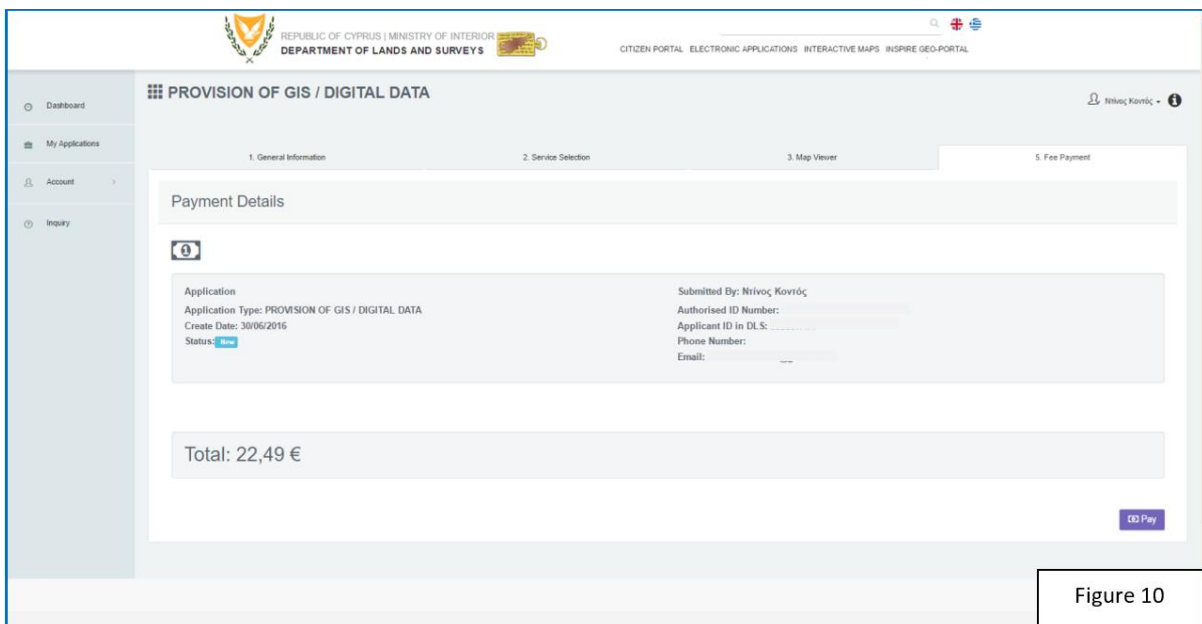 REPUBLIC OF CYPRUS | MINISTRY OF INTERIOR
DEPARTMENT OF LANDS AND SURVEYS
CITIZEN PORTAL ELECTRONIC APPLICATIONS INTERACTIVE MAPS INSPIRE GEO-PORTAL
PROVISION OF GIS / DIGITAL DATA
Ντίνος Κοντός
Dashboard
My Applications
Account
Inquiry
1. General Information
2. Service Selection
3. Map Viewer
5. Fee Payment
Payment Details
Application
Application Type: PROVISION OF GIS / DIGITAL DATA
Create Date: 30/06/2016
Status: New
Submitted By: Ντίνος Κοντός
Authorised ID Number:
Applicant ID in DLS:
Phone Number:
Email:
Total: 22,49 €
Pay
Figure 10